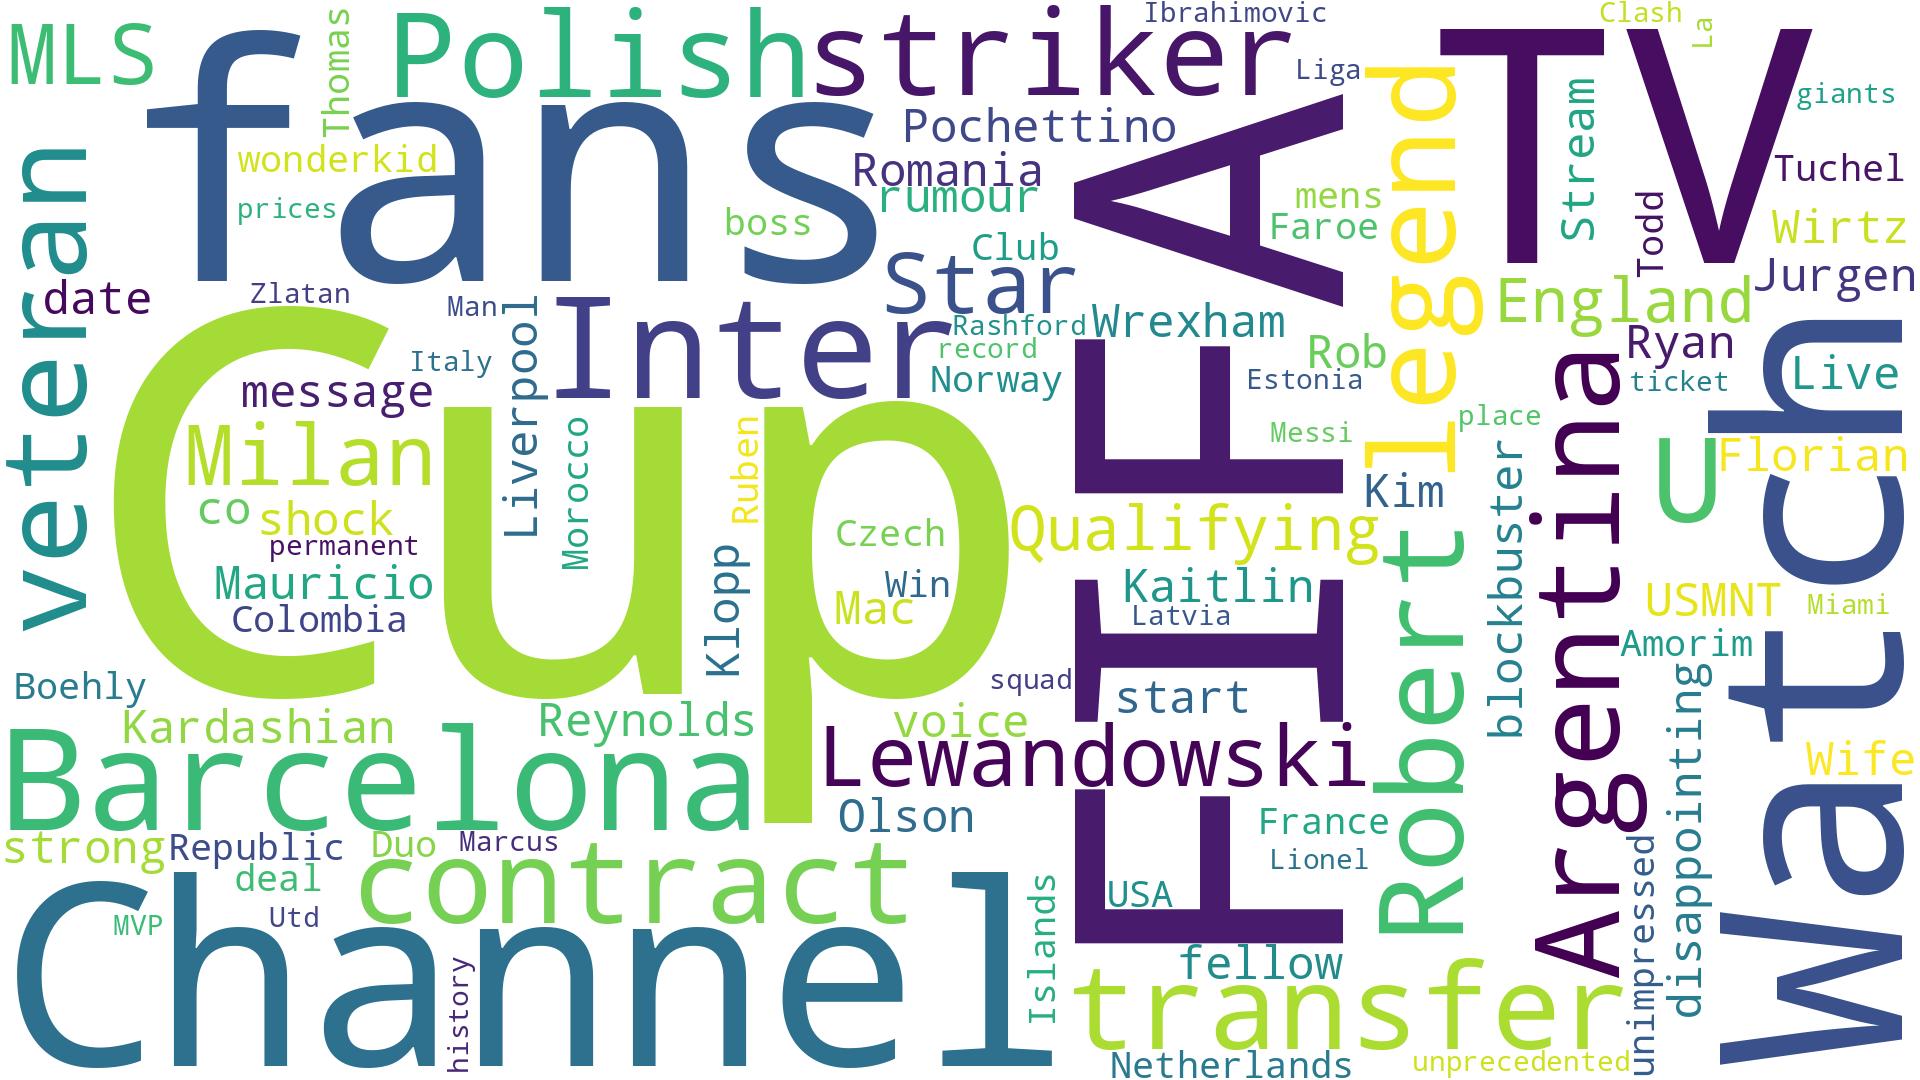 MLS
fans
Thomas
Polish
striker
Ibrahimovic
TV
Clash
La
Liga
giants
wonderkid
prices
Pochettino
Romania
rumour
boss
Club
Star
FIFA
mens
Faroe
legend
Stream
Todd
Tuchel
Wirtz
Jurgen
England
veteran
date
Zlatan
Man
Inter
Rashford
record
Norway
Wrexham
Rob
Estonia
Ryan
ticket
Live
Italy
Liverpool
message
Cup
Milan
Morocco
Ruben
Messi
place
Argentina
U
Florian
watch
co
shock
permanent
Mauricio
Colombia
Klopp
Czech
Win
Mac
Qualifying
Kim
Kaitlin
Latvia
blockbuster
USMNT
Miami
Amorim
Boehly
Kardashian
Reynolds
voice
squad
start
Robert
disappointing
Wife
Barcelona
Lewandowski
Olson
France
Lionel
strong
Republic
Duo
Marcus
deal
contract
MVP
Utd
Channel
history
Islands
USA
fellow
transfer
unimpressed
Netherlands
unprecedented